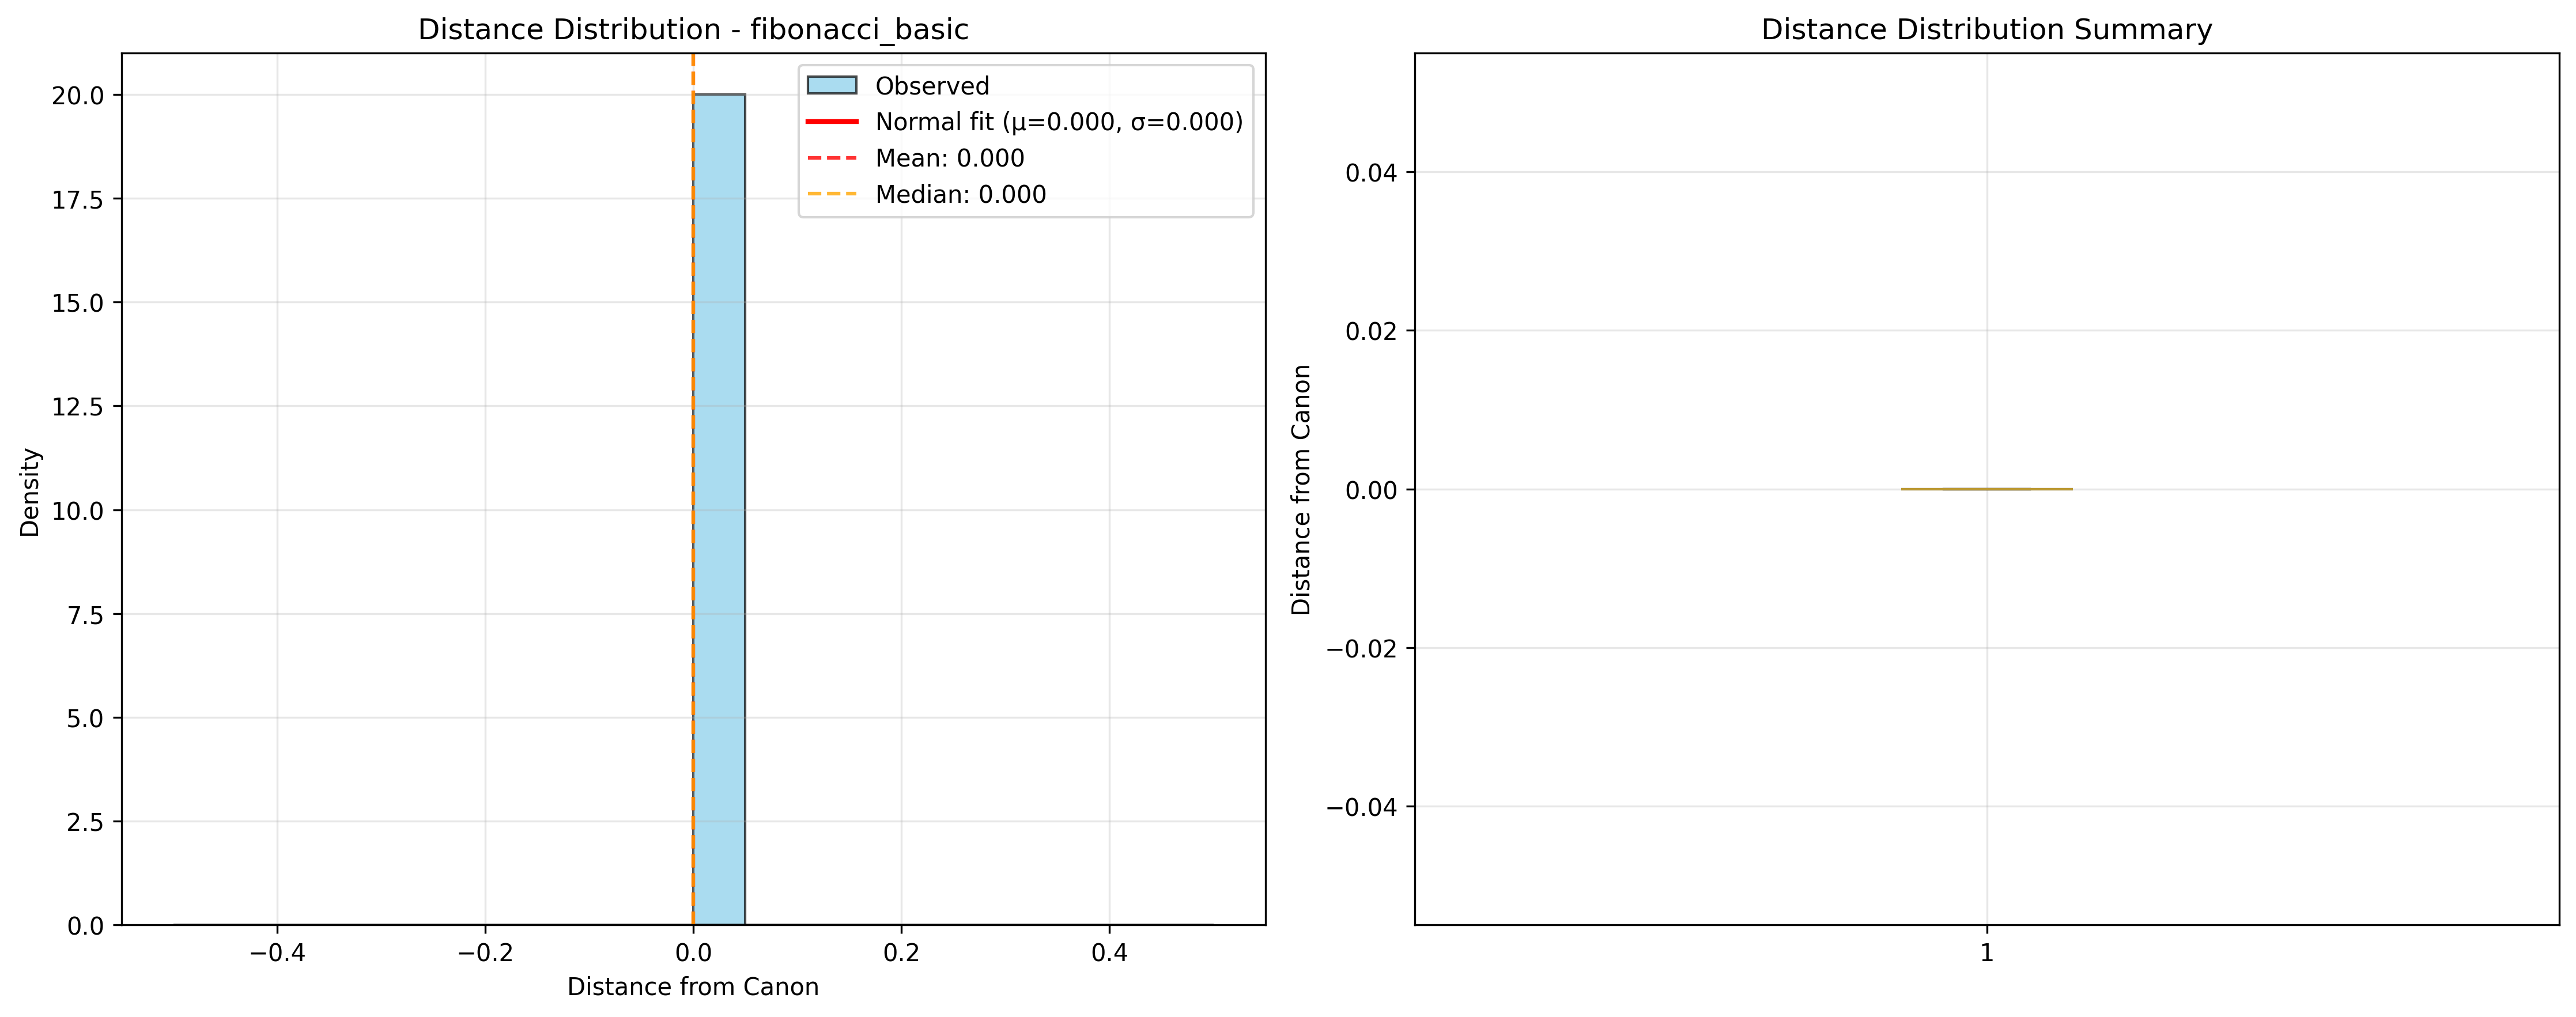 Distance Distribution - fibonacci_basic
Observed
Normal fit (μ=0.000, σ=0.000)
Mean: 0.000
Median: 0.000
20.0
17.5
15.0
12.5
10.0
7.5
5.0
2.5
0.0
Density
−0.4
−0.2
0.0
0.2
0.4
Distance from Canon
Distance Distribution Summary
0.04
0.02
0.00
−0.02
−0.04
Distance from Canon
1